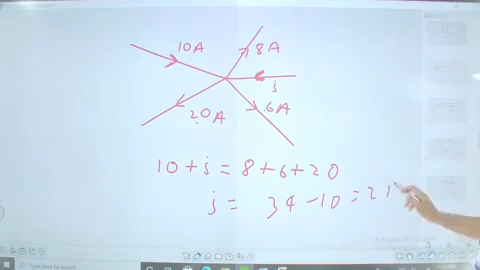 10A
8A
i
20A
6A
10 + i = 8 + 6 + 20
i = 34 - 10 = 2